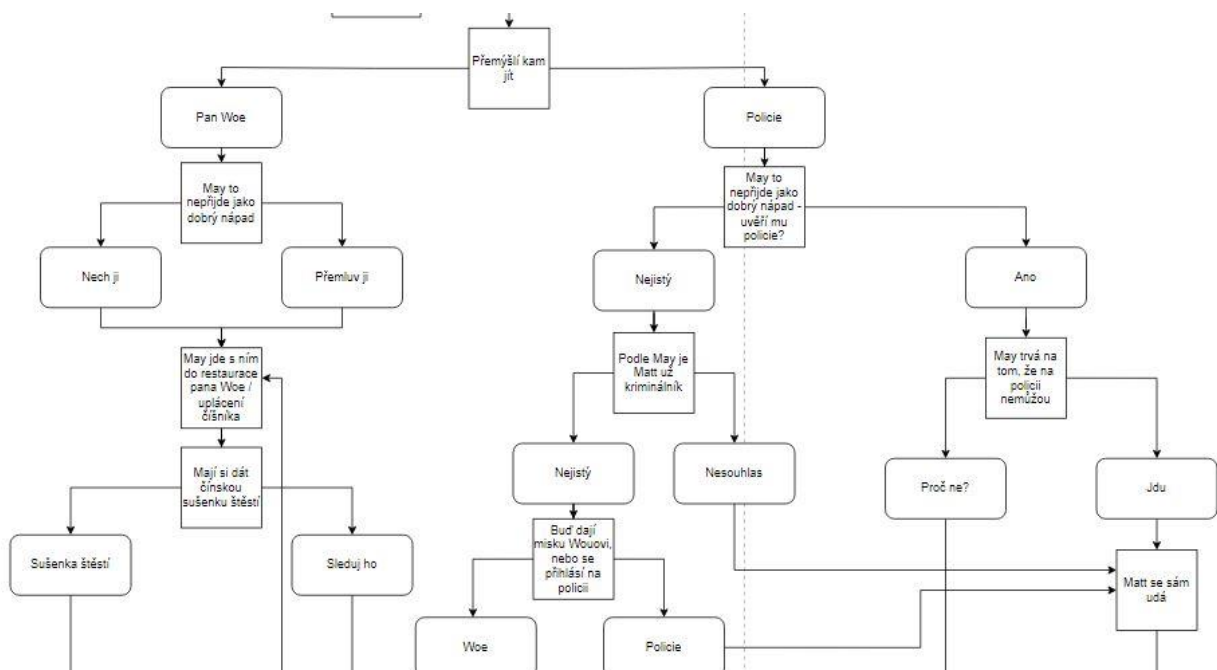 Přemýšlí kam
jít
Pan Woe
Policie
May to
nepřijde jako
dobrý nápad
May to
nepřijde jako
dobrý nápad -
uvěří mu
policie?
Nech ji
Přemluv ji
Nejistý
Ano
May jde s ním
do restaurace
pana Woe /
uplácení
číšníka
Podle May je
Matt už
kriminálník
May trvá na
tom, že na
policii
nemůžou
Mají si dát
čínskou
sušenku štěstí
Nejistý
Nesouhlas
Proč ne?
Jdu
Sušenka štěstí
Sleduj ho
Buď dají
misku Wouovi,
nebo se
přihlásí na
policii
Matt se sám
udá
Woe
Policie